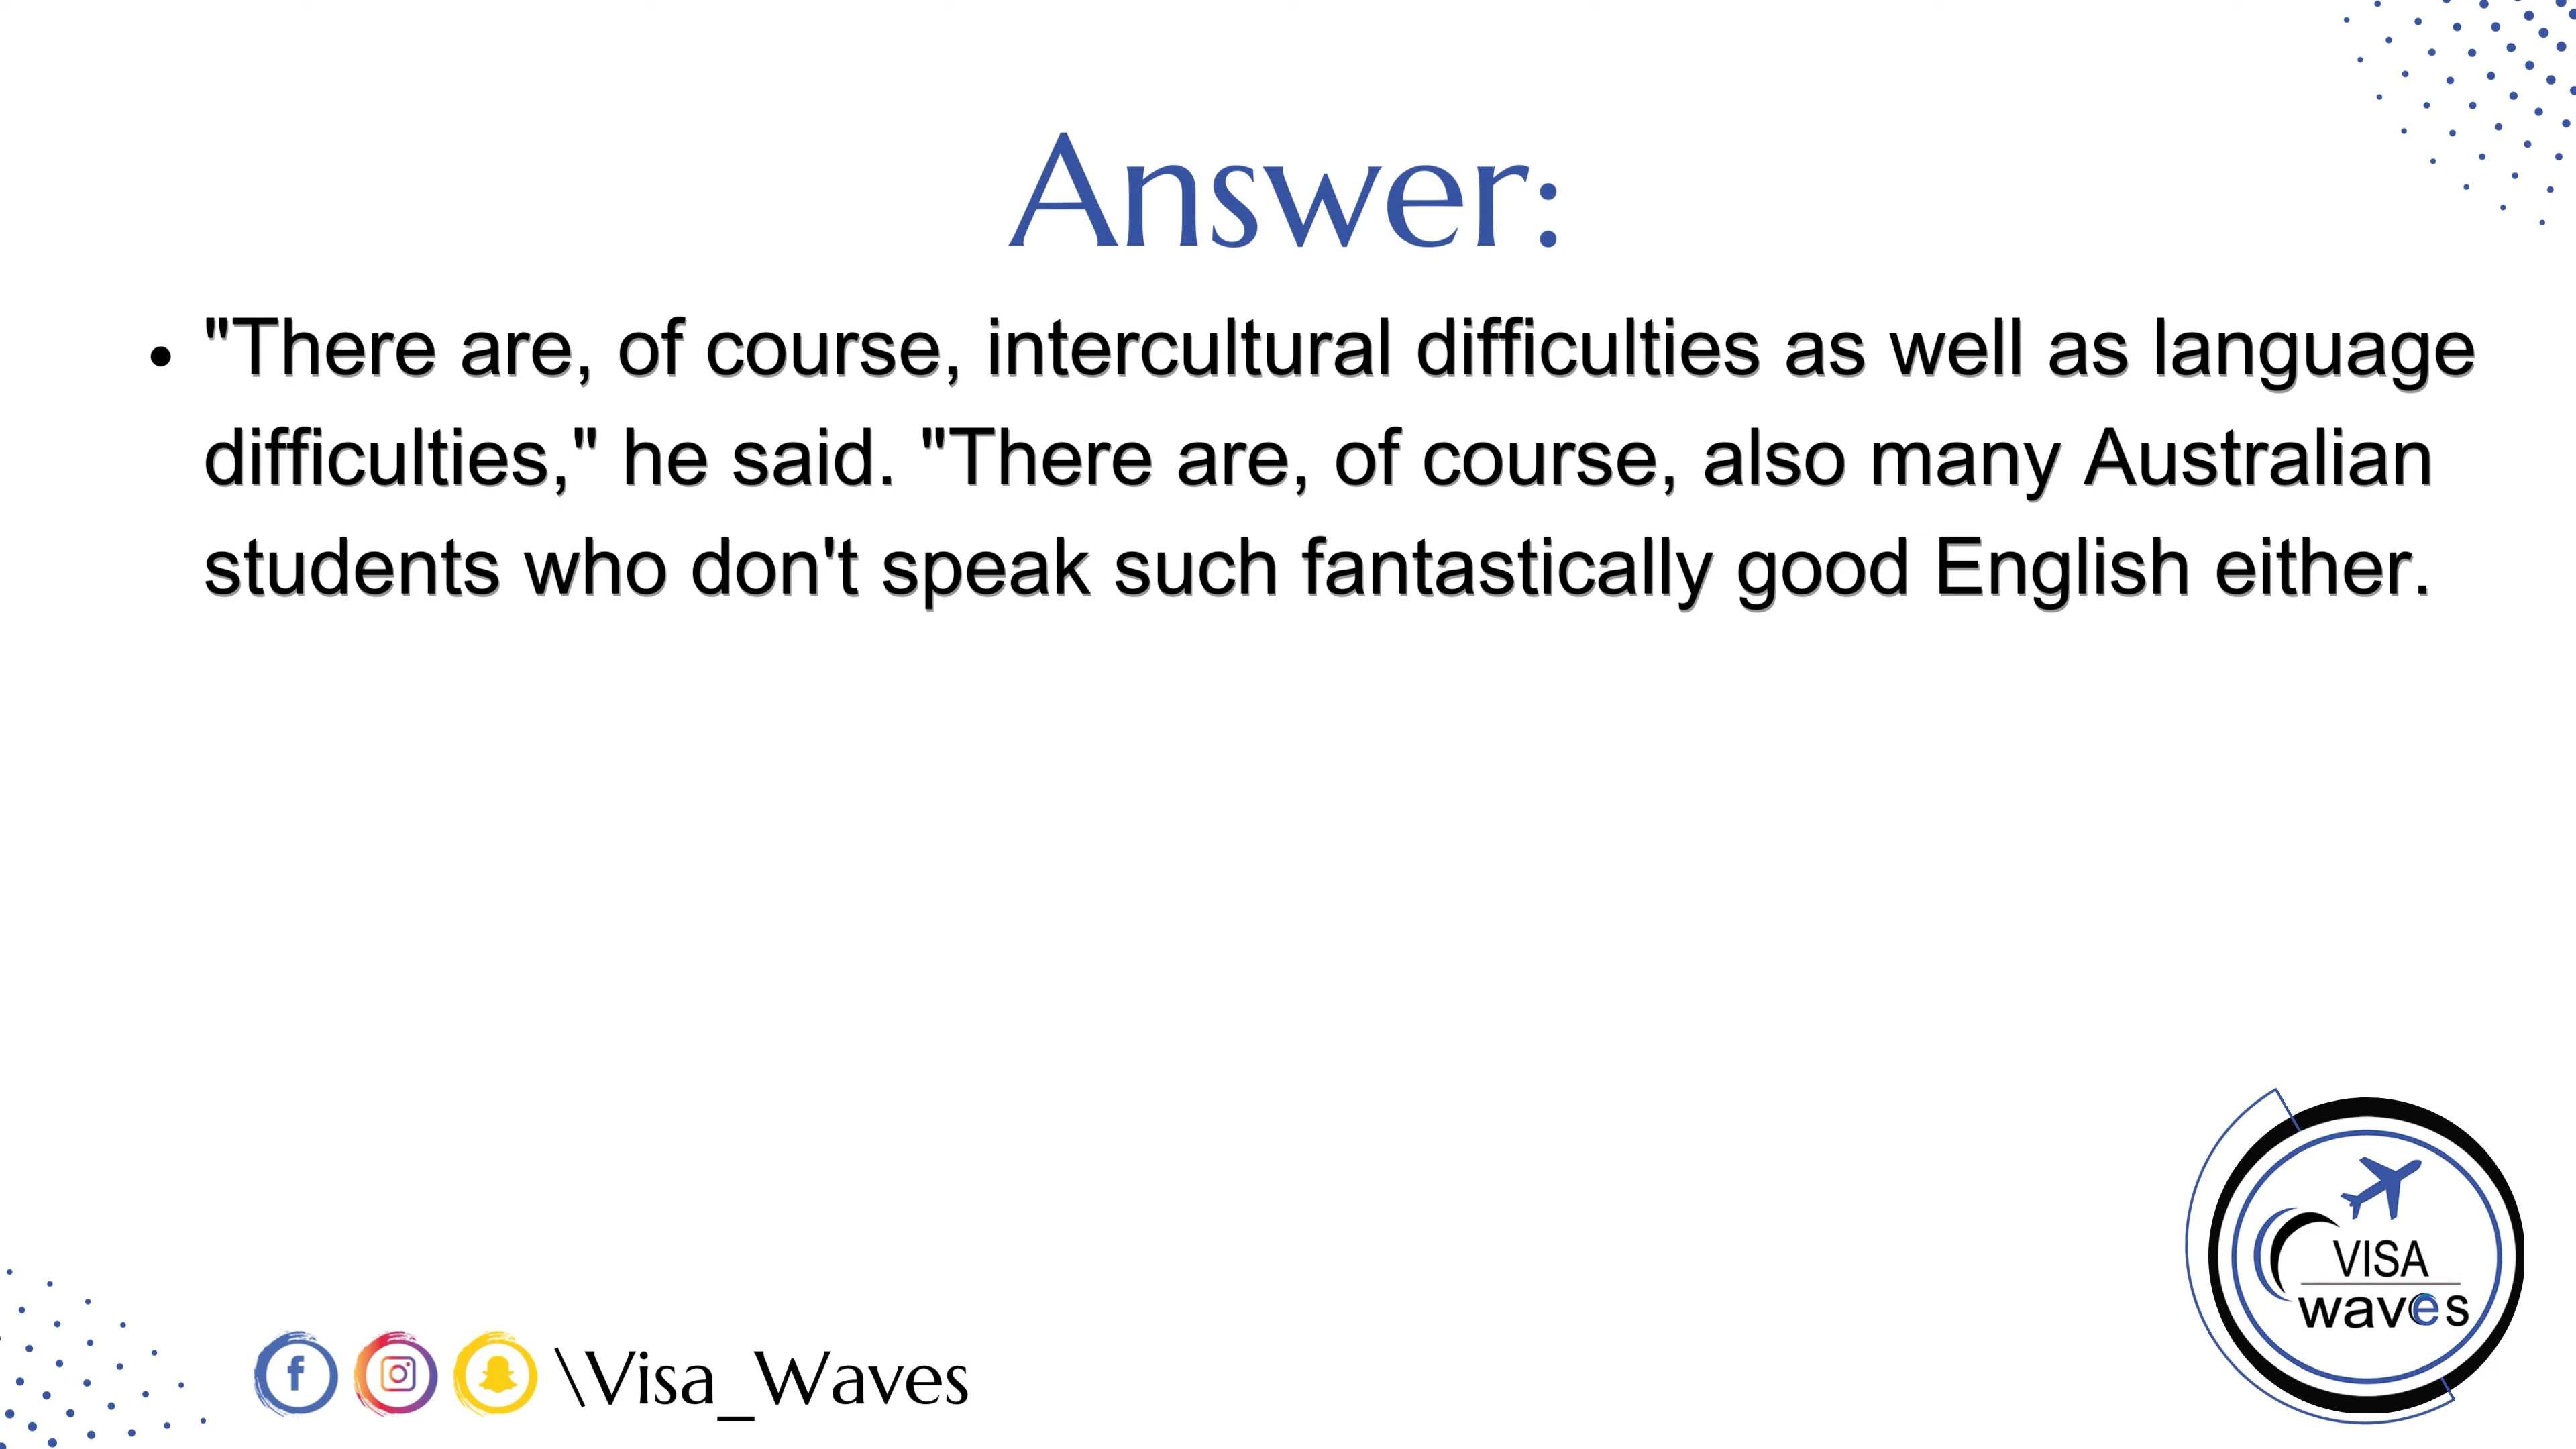 Answer:
• "There are, of course, intercultural difficulties as well as language
difficulties," he said. "There are, of course, also many Australian
students who don't speak such fantastically good English either.
VISA
waves
\Visa_Waves